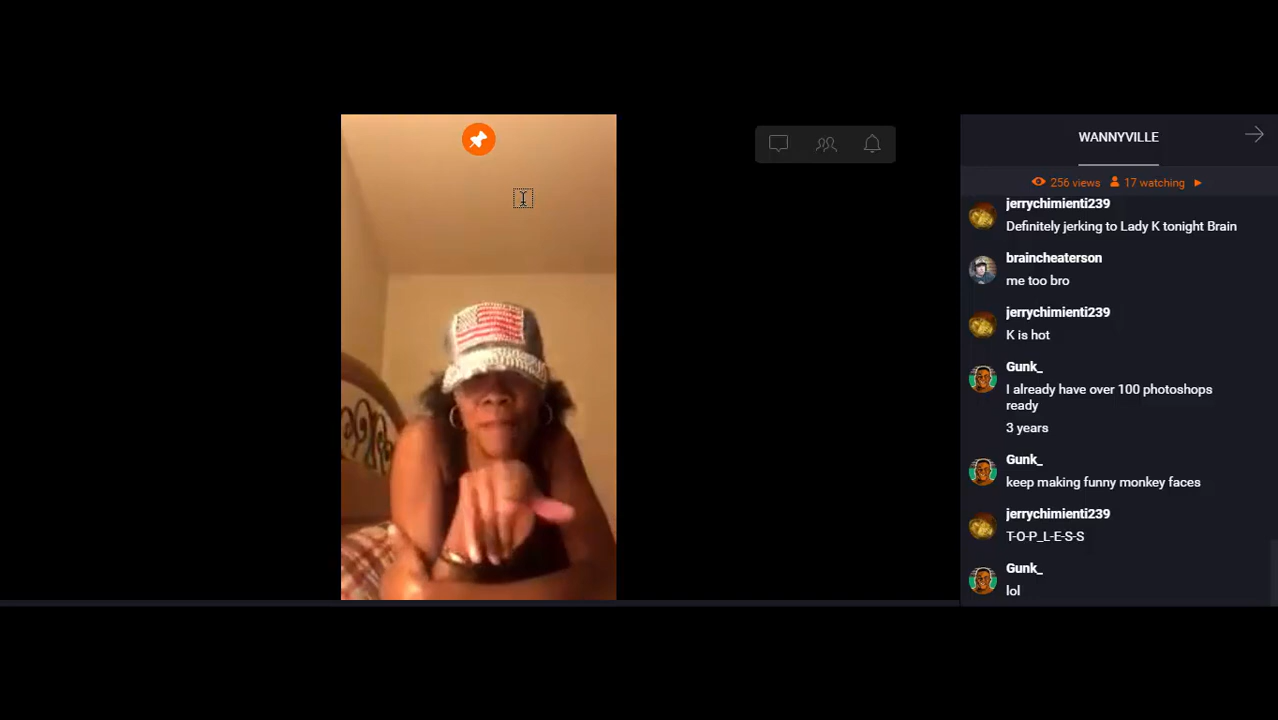 WANNYVILLE
256 views 17 watching
jerrychimienti239
Definitely jerking to Lady K tonight Brain
braincheaterson
me too bro
jerrychimienti239
K is hot
Gunk_
I already have over 100 photoshops
ready
3 years
Gunk_
keep making funny monkey faces
jerrychimienti239
T-O-P_L-E-S-S
Gunk_
lol